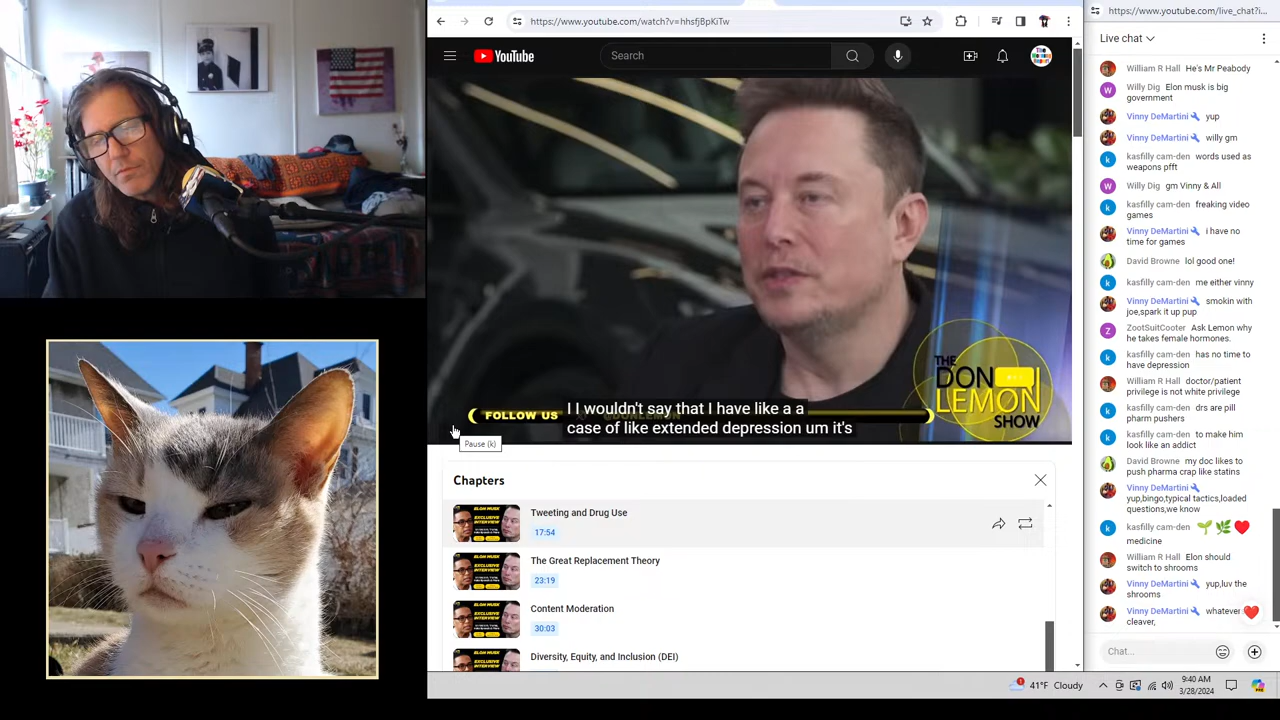 https://www.youtube.com/watch?v=hhsfjBpKiTw
YouTube
Search
THE
DON
LEMON
SHOW
FOLLOW US
I I wouldn't say that I have like a a
case of like extended depression um it's
Pause (k)
Chapters
Tweeting and Drug Use
17:54
The Great Replacement Theory
23:19
Content Moderation
30:03
Diversity, Equity, and Inclusion (DEI)
https://www.youtube.com/live_chat?i...
Live chat
William R Hall He's Mr Peabody
Willy Dig Elon musk is big
government
Vinny DeMartini yup
Vinny DeMartini willy gm
kasfilly cam-den words used as
weapons pfft
Willy Dig gm Vinny & All
kasfilly cam-den freaking video
games
Vinny DeMartini i have no
time for games
David Browne lol good one!
kasfilly cam-den me either vinny
Vinny DeMartini smokin with
joe,spark it up pup
ZootSuitCooter Ask Lemon why
he takes female hormones.
kasfilly cam-den has no time to
have depression
William R Hall doctor/patient
privilege is not white privilege
kasfilly cam-den drs are pill
pharm pushers
kasfilly cam-den to make him
look like an addict
David Browne my doc likes to
push pharma crap like statins
Vinny DeMartini
yup,bingo,typical tactics,loaded
questions,we know
kasfilly cam-den 🌱🌿❤️
medicine
William R Hall Elon should
switch to shrooms
Vinny DeMartini yup,luv the
shrooms
Vinny DeMartini
cleaver,
Chat...
41°F Cloudy
9:40 AM
3/28/2024